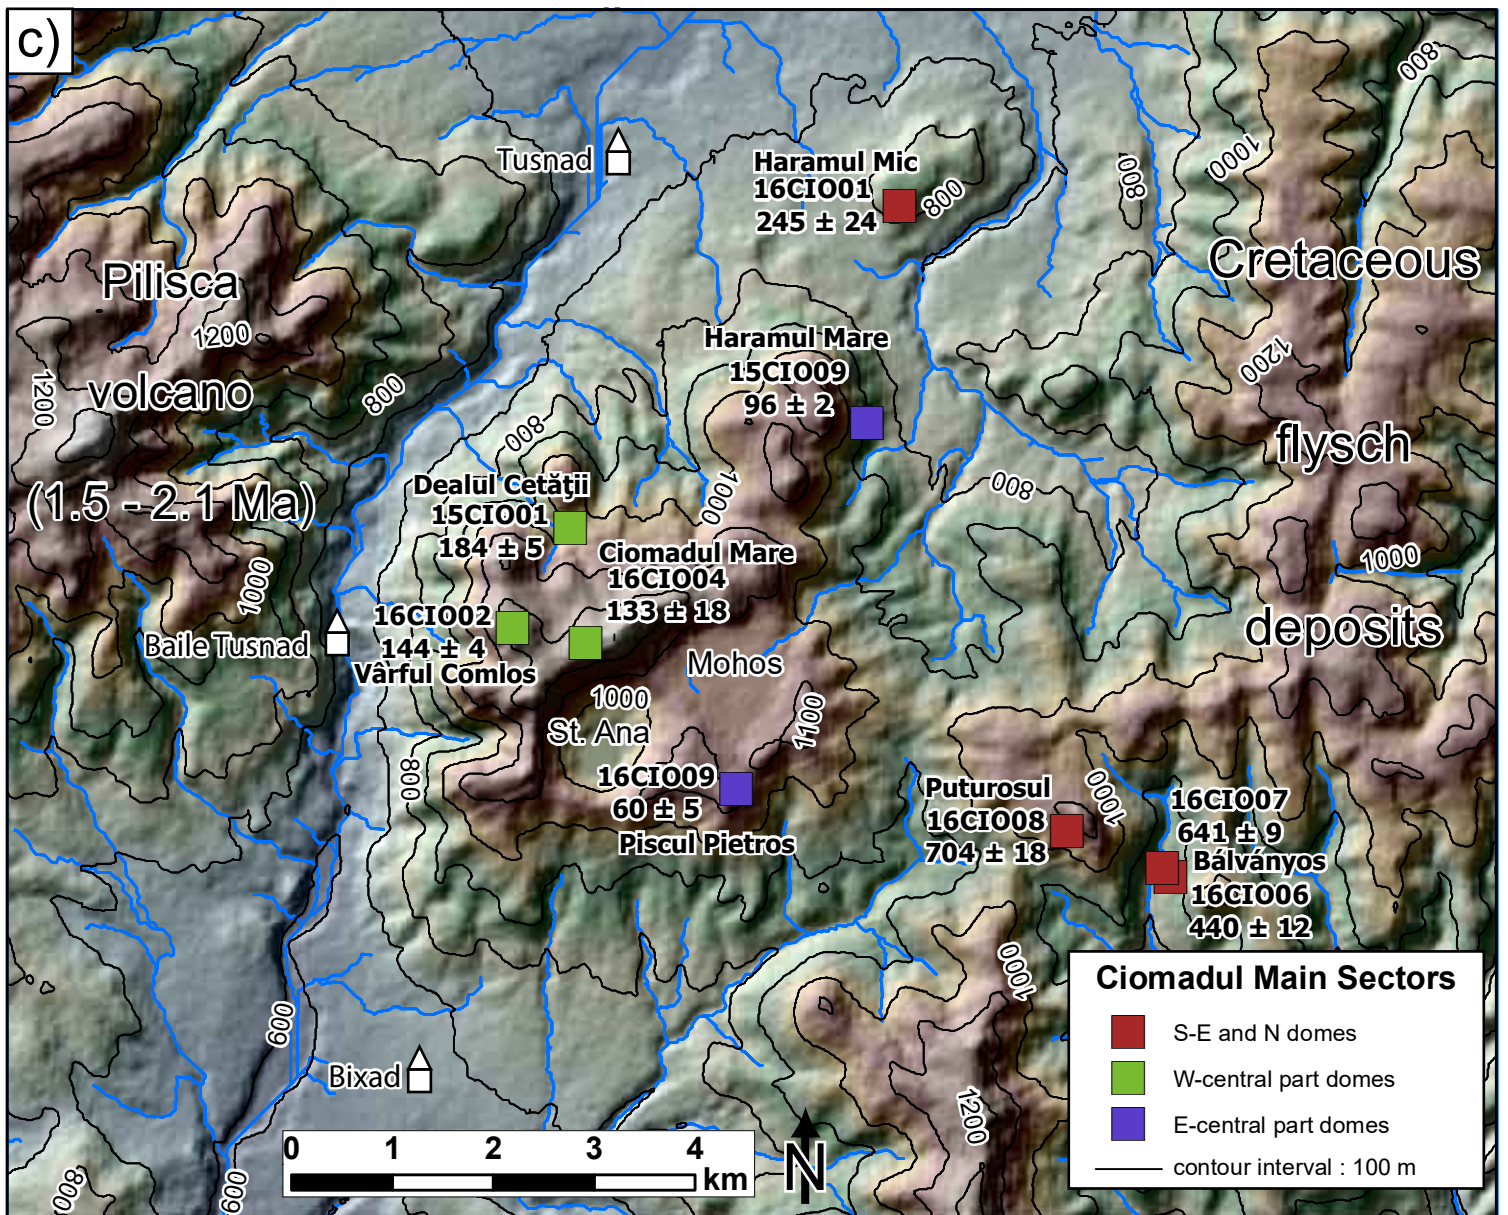 c)
800
1000
800
Tusnad
Haramul Mic
16CIO01
245 ± 24
800
Cretaceous
Pilisca
1200
1200
volcano
800
Haramul Mare
15CIO09
96 ± 2
1200
flysch
800
1000
800
(1.5 - 2.1 Ma)
Dealul Cetăţii
15CIO01
184 ± 5
1000
Ciomadul Mare
16CIO04
133 ± 18
1000
deposits
16CIO02
144 ± 4
Vârful Comlos
Baile Tusnad
Mohos
1000
St. Ana
1100
800
16CIO09
60 ± 5
Piscul Pietros
Puturosul
16CIO08
704 ± 18
1000
16CIO07
641 ± 9
Bálványos
16CIO06
440 ± 12
1000
600
Bixad
1200
800
600
0 1 2 3 4
km
N
Ciomadul Main Sectors
S-E and N domes
W-central part domes
E-central part domes
contour interval : 100 m